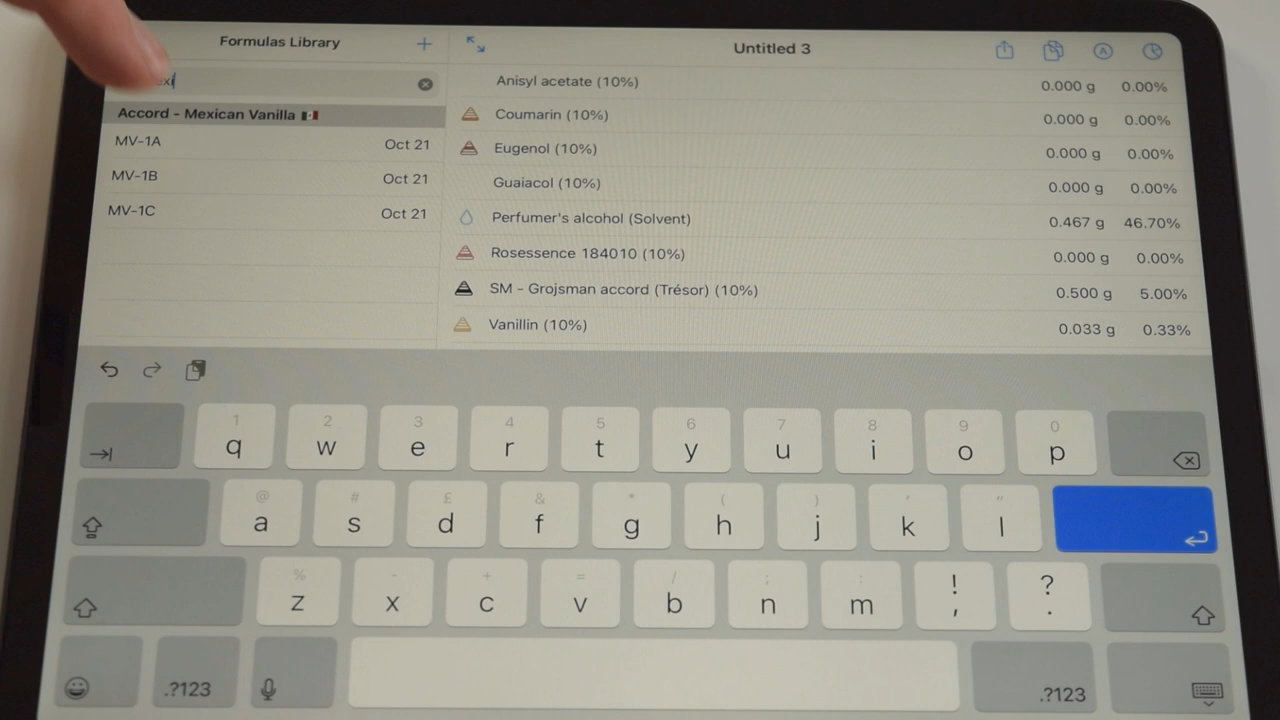 Formulas Library
Untitled 3
Accord - Mexican Vanilla 🇲🇽
MV-1A Oct 21
MV-1B Oct 21
MV-1C Oct 21
Anisyl acetate (10%) 0.000 g 0.00%
Coumarin (10%) 0.000 g 0.00%
Eugenol (10%) 0.000 g 0.00%
Guaiacol (10%) 0.000 g 0.00%
Perfumer's alcohol (Solvent) 0.467 g 46.70%
Rosessence 184010 (10%) 0.000 g 0.00%
SM - Grojsman accord (Trésor) (10%) 0.500 g 5.00%
Vanillin (10%) 0.033 g 0.33%
1 2 3 4 5 6 7 8 9 0
q w e r t y u i o p
@ # £ & * ( ) ' "
a s d f g h j k l
% - + = / ; :
z x c v b n m ! , ? .
.?123 .?123